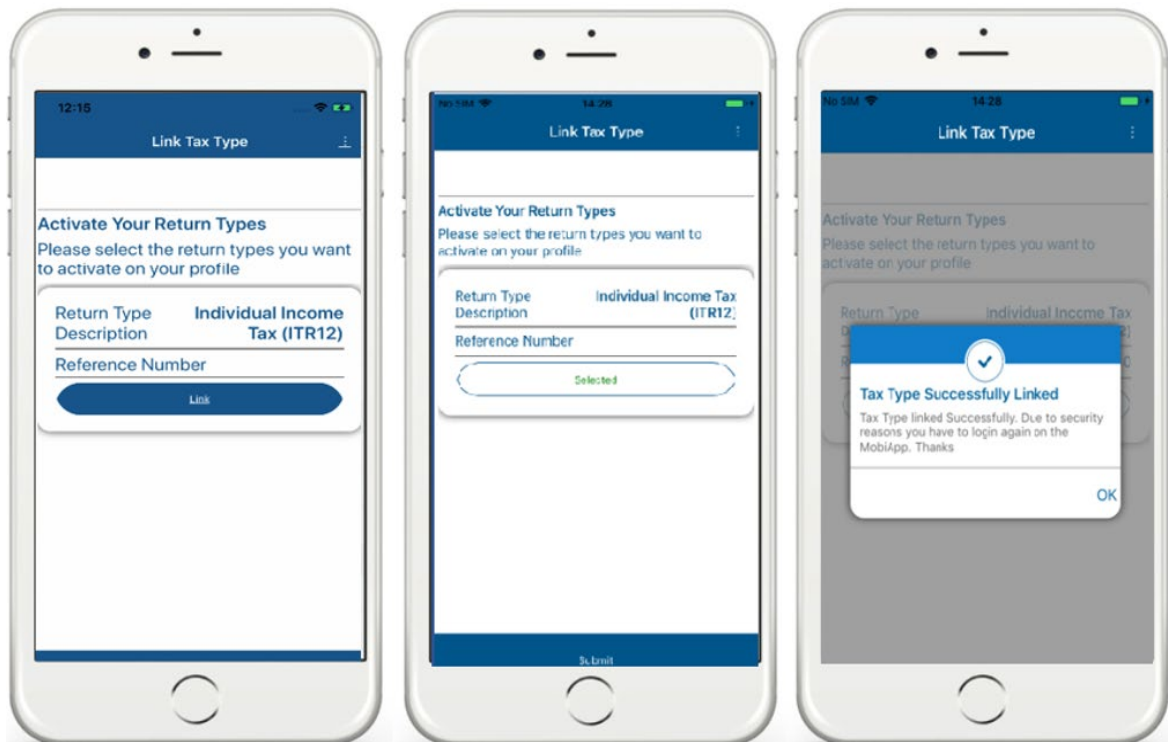 12:15
Link Tax Type
Activate Your Return Types
Please select the return types you want
to activate on your profile
Return Type
Description
Individual Income
Tax (ITR12)
Reference Number
Link
No SIM
14:28
Link Tax Type
Activate Your Return Types
Please select the return types you want to
activate on your profile
Return Type
Description
Individual Income Tax
(ITR12)
Reference Number
Selected
Submit
No SIM
14:28
Link Tax Type
Activate Your Return Types
Please select the return types you want to
activate on your profile
Return Type
Individual Income Tax
Tax Type Successfully Linked
Tax Type linked Successfully. Due to security
reasons you have to login again on the
MobiApp. Thanks
OK